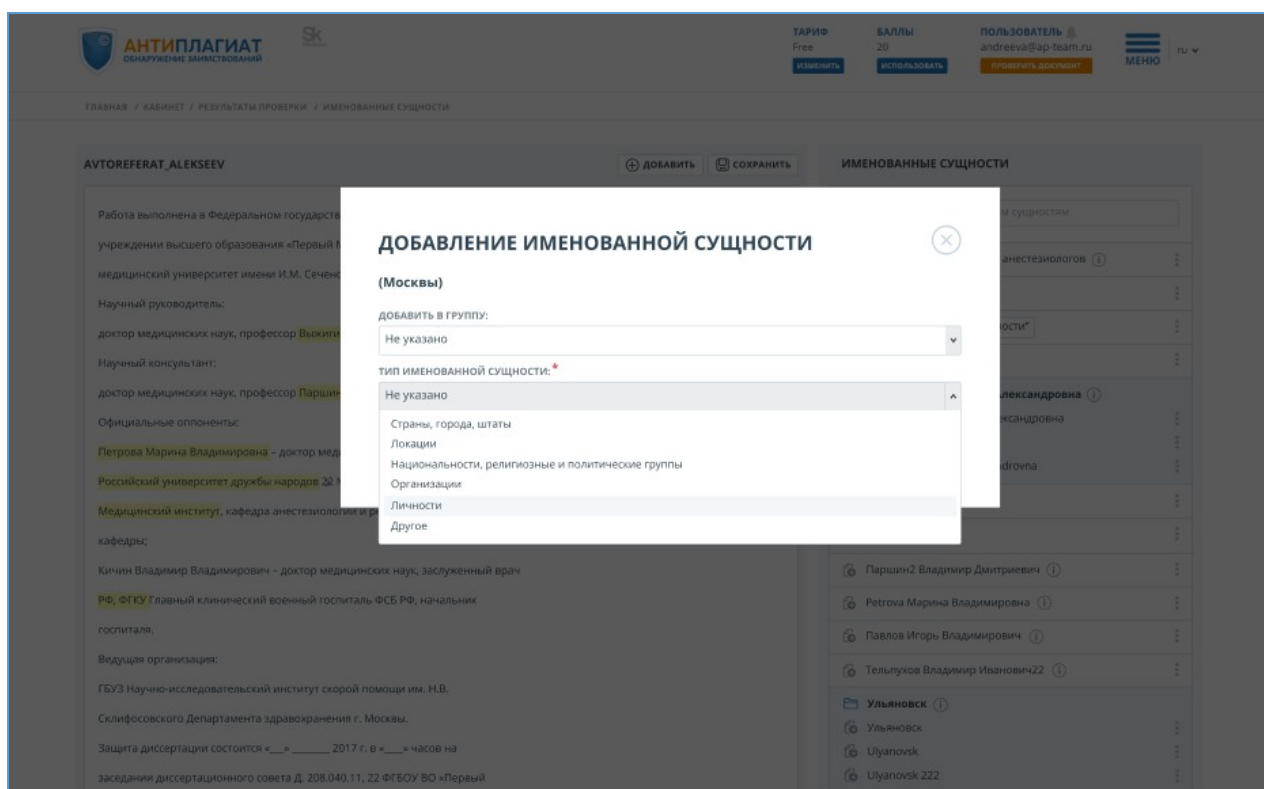 АНТИПЛАГИАТ
ОБНАРУЖЕНИЕ ЗАИМСТВОВАНИЙ
Sk
ТАРИФ
Free
ИЗМЕНИТЬ
БАЛЛЫ
20
ИСПОЛЬЗОВАТЬ
ПОЛЬЗОВАТЕЛЬ
andreeva@ap-team.ru
ПРОВЕРИТЬ ДОКУМЕНТ
МЕНЮ
ru
ГЛАВНАЯ / КАБИНЕТ / РЕЗУЛЬТАТЫ ПРОВЕРКИ / ИМЕНОВАННЫЕ СУЩНОСТИ
AVTOREFERAT_ALEKSEEV
ДОБАВИТЬ
СОХРАНИТЬ
Работа выполнена в Федеральном
учреждении высшего образования «Первый
медицинский университет имени И.М.
Научный руководитель:
доктор медицинских наук, профессор
Научный консультант:
доктор медицинских наук, профессор
Официальные оппоненты:
Петрова Марина Владимировна – доктор
Российский университет дружбы народов 22
Медицинский институт, кафедра анестезиологии и
кафедры;
Кичин Владимир Владимирович – доктор медицинских наук, заслуженный врач
РФ, ФГКУ Главный клинический военный госпиталь ФСБ РФ, начальник
госпиталя.
Ведущая организация:
ГБУЗ Научно-исследовательский институт скорой помощи им. Н.В.
Склифосовского Департамента здравохранения г. Москвы.
Защита диссертации состоится «___» _______ 2017 г. в «____» часов на
заседании диссертационного совета Д. 208.040.11, 22 ФГБОУ ВО «Первый
ДОБАВЛЕНИЕ ИМЕНОВАННОЙ СУЩНОСТИ
(Москвы)
ДОБАВИТЬ В ГРУППУ:
Не указано
ТИП ИМЕНОВАННОЙ СУЩНОСТИ:*
Не указано
Страны, города, штаты
Локации
Национальности, религиозные и политические группы
Организации
Личности
Другое
ИМЕНОВАННЫЕ СУЩНОСТИ
сущностям
анестезиологов
Паршин2 Владимир Дмитриевич
Petrova Марина Владимировна
Павлов Игорь Владимирович
Тельпухов Владимир Иванович22
Ульяновск
Ульяновск
Ulyanovsk
Ulyanovsk 222